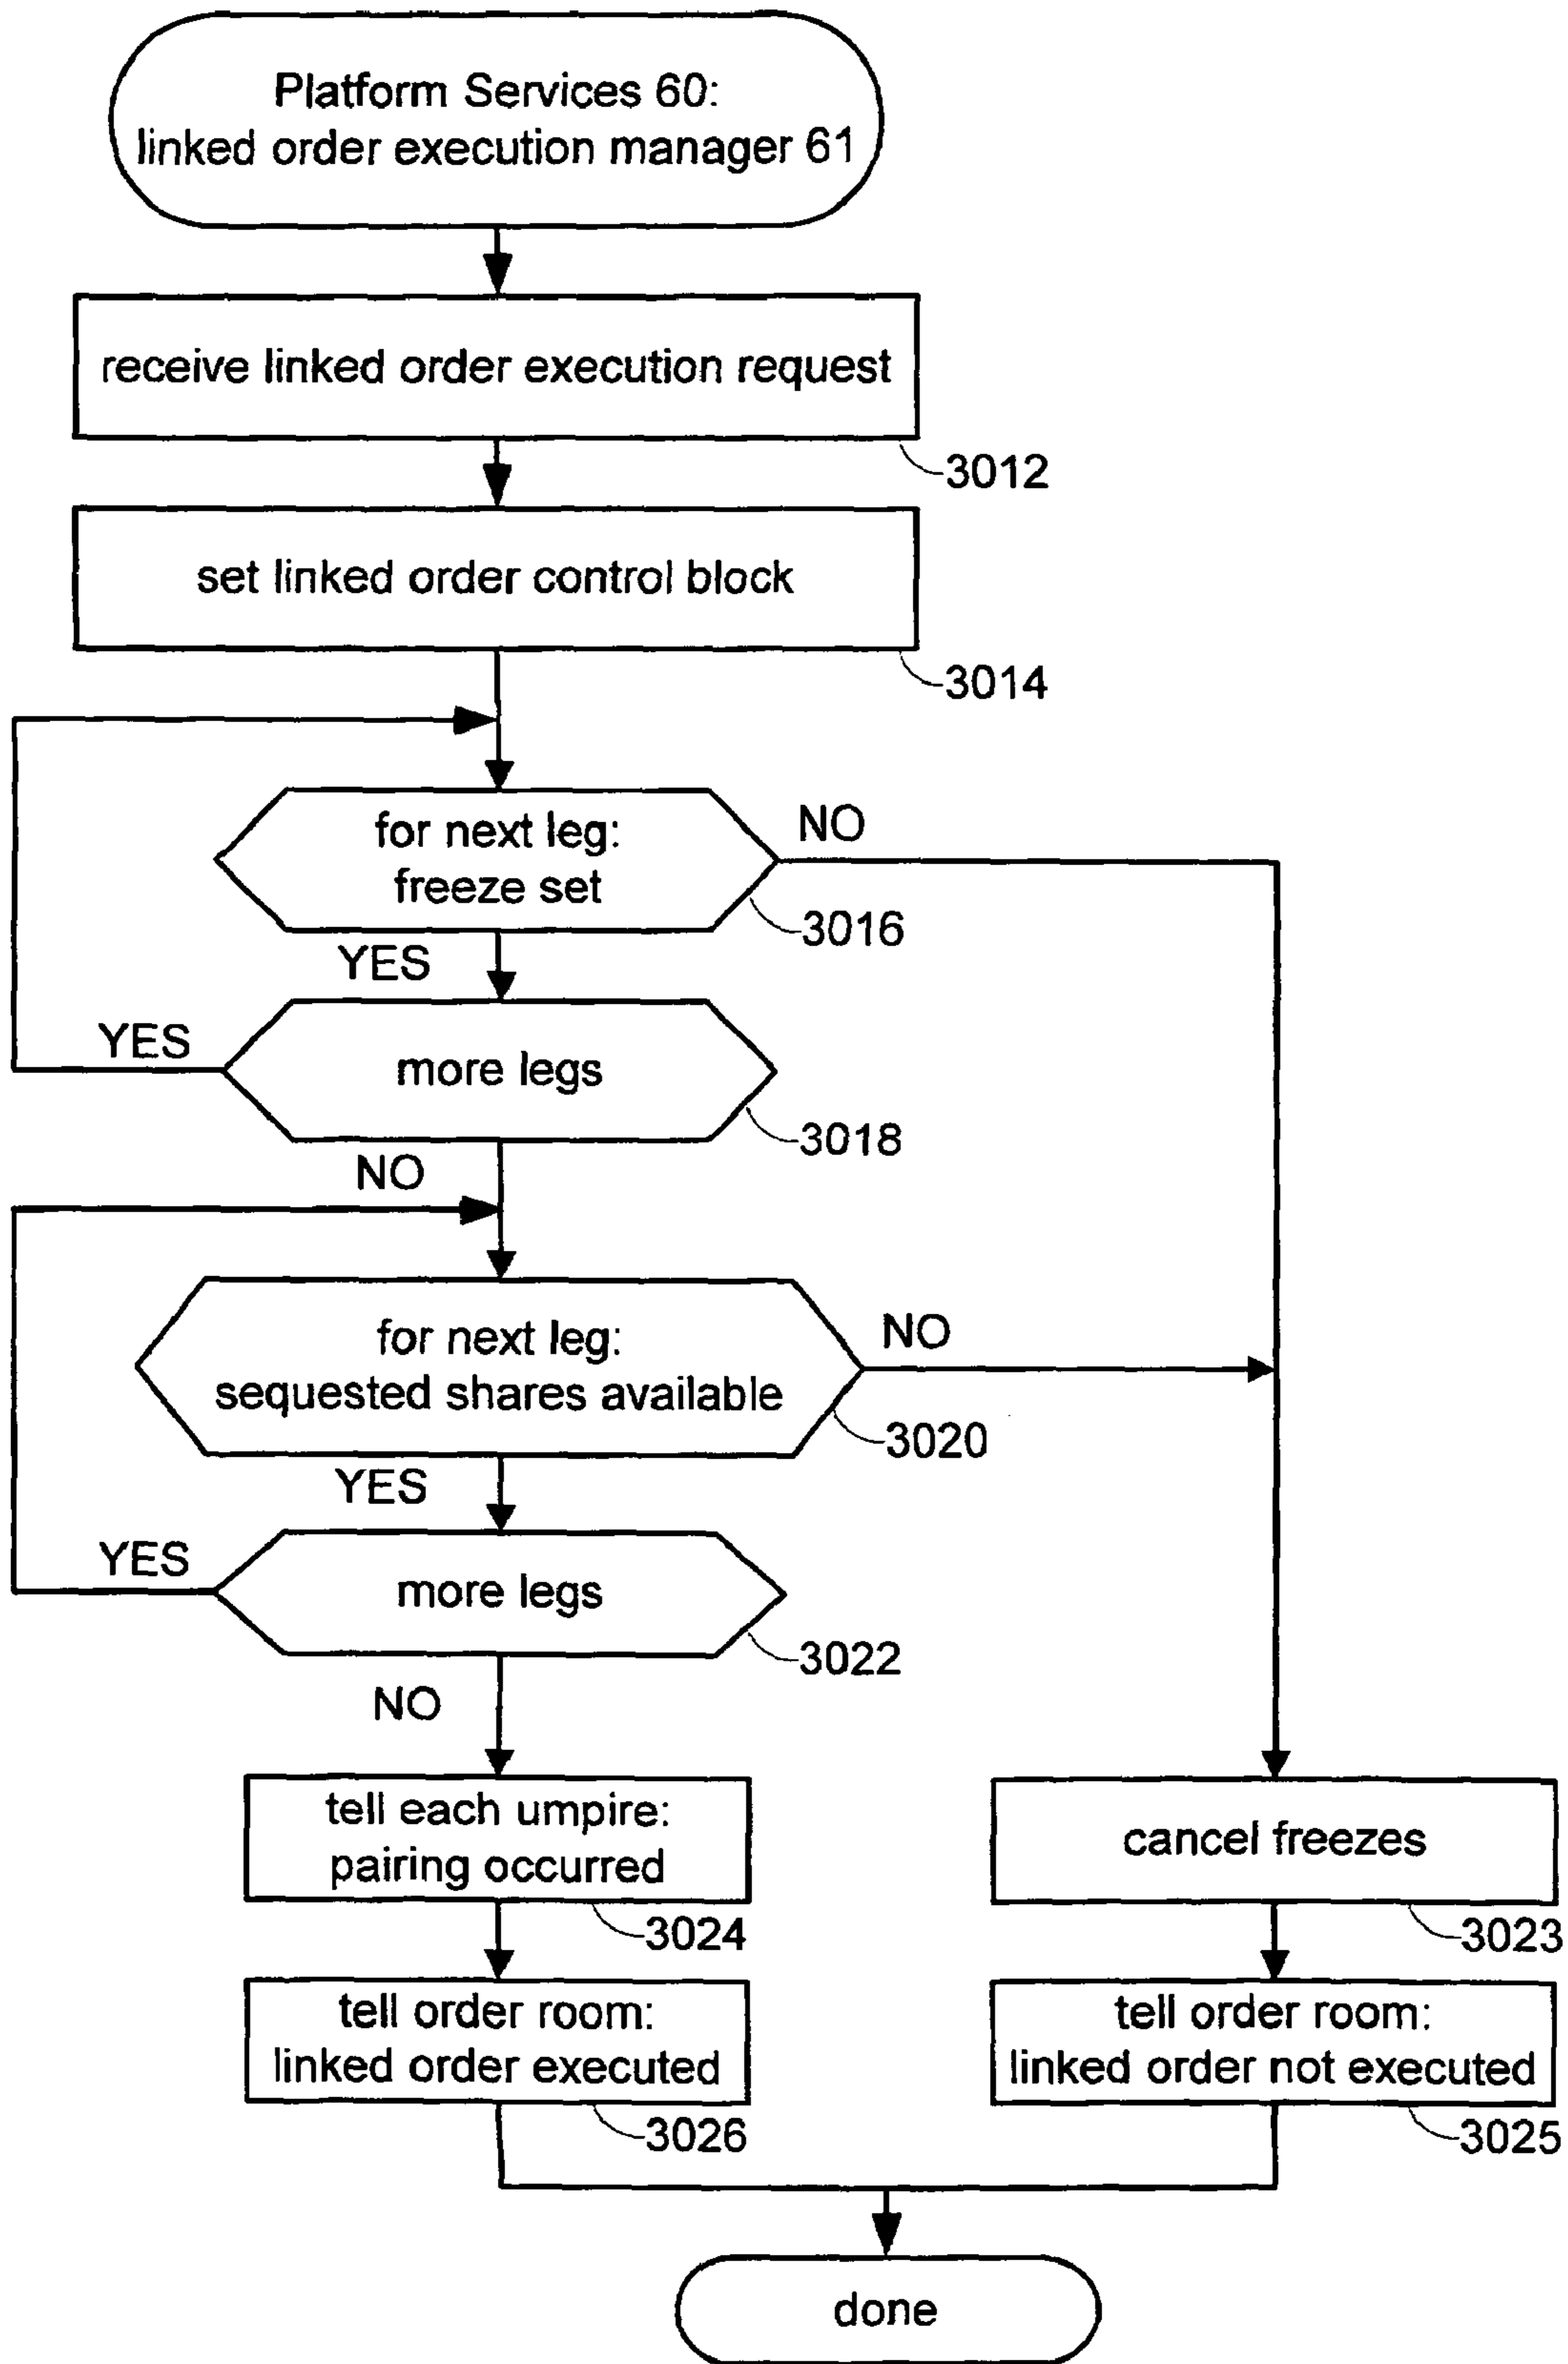 Platform Services 60:
linked order execution manager 61
receive linked order execution request
3012
set linked order control block
3014
for next leg:
freeze set
NO
3016
YES
YES
more legs
3018
NO
for next leg:
sequested shares available
NO
3020
YES
YES
more legs
3022
NO
tell each umpire:
pairing occurred
3024
cancel freezes
3023
tell order room:
linked order executed
3026
tell order room:
linked order not executed
3025
done